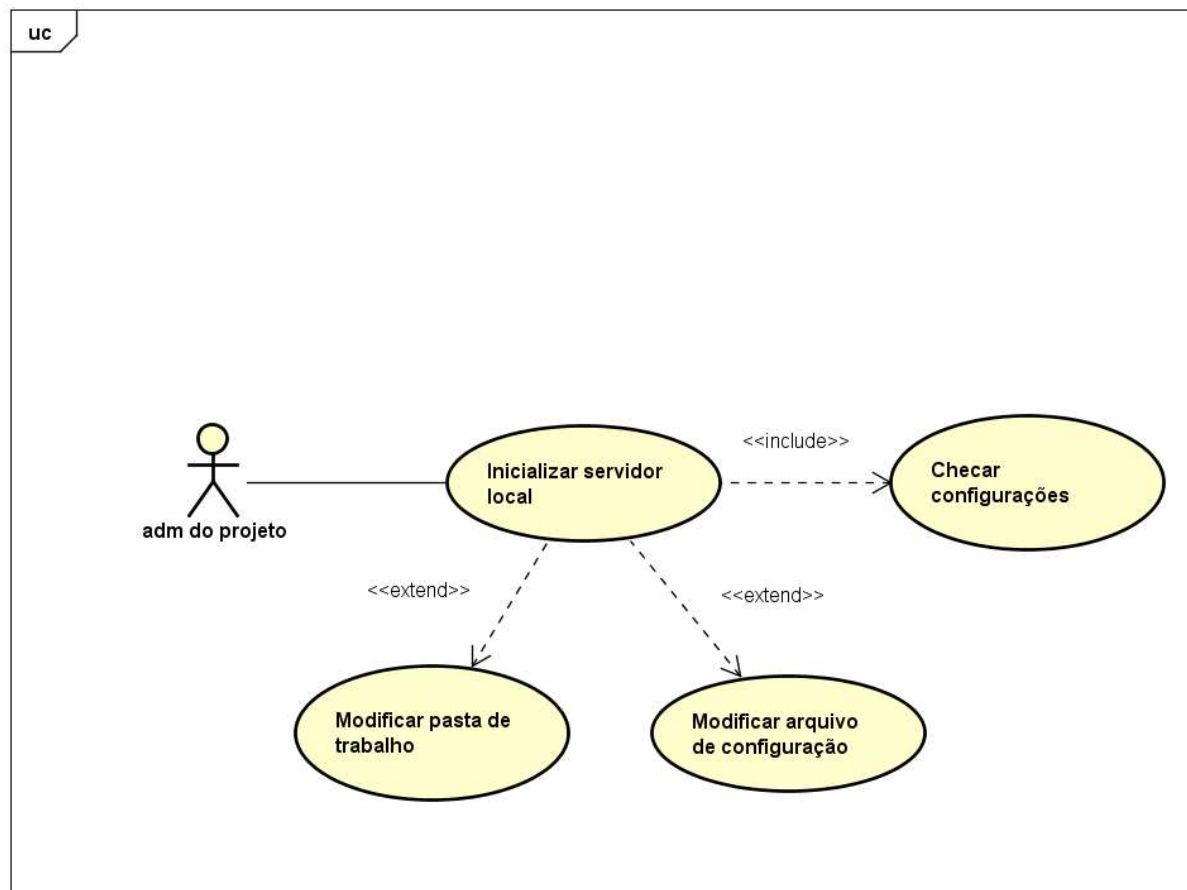 uc
<<include>>
Inicializar servidor
local
Checar
configurações
adm do projeto
<<extend>>
<<extend>>
Modificar pasta de
trabalho
Modificar arquivo
de configuração